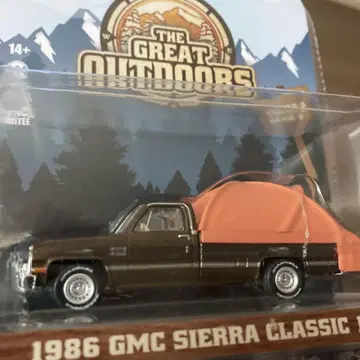 14+
THE
GREAT
OUTDOORS
1986 GMC SIERRA CLASSIC